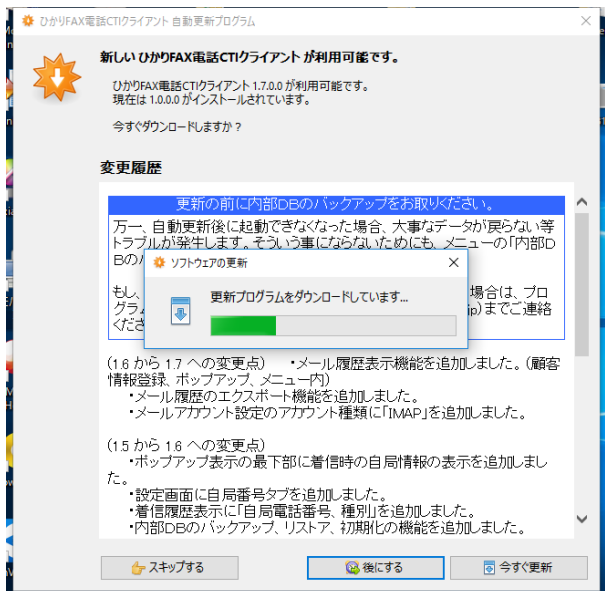 ひかりFAX電話CTIクライアント 自動更新プログラム
新しい ひかりFAX電話CTIクライアント が利用可能です。
ひかりFAX電話CTIクライアント 1.7.0.0 が利用可能です。
現在は 1.0.0.0 がインストールされています。
今すぐダウンロードしますか？
変更履歴
更新の前に内部DBのバックアップをお取りください。
万一、自動更新後に起動できなくなった場合、大事なデータが戻らない等
トラブルが発生します。そういう事にならないためにも、メニューの「内部D
Bの
ソフトウェアの更新
更新プログラムをダウンロードしています...
もし、 場合は、プロ
グラ jp)までご連絡
くださ
(1.6 から 1.7 への変更点)　・メール履歴表示機能を追加しました。(顧客
情報登録、ポップアップ、メニュー内)
・メール履歴のエクスポート機能を追加しました。
・メールアカウント設定のアカウント種類に「IMAP」を追加しました。
(1.5 から 1.6 への変更点)
・ポップアップ表示の最下部に着信時の自局情報の表示を追加しまし
た。
・設定画面に自局番号タブを追加しました。
・着信履歴表示に「自局電話番号、種別」を追加しました。
・内部DBのバックアップ、リストア、初期化の機能を追加しました。
スキップする
後にする
今すぐ更新